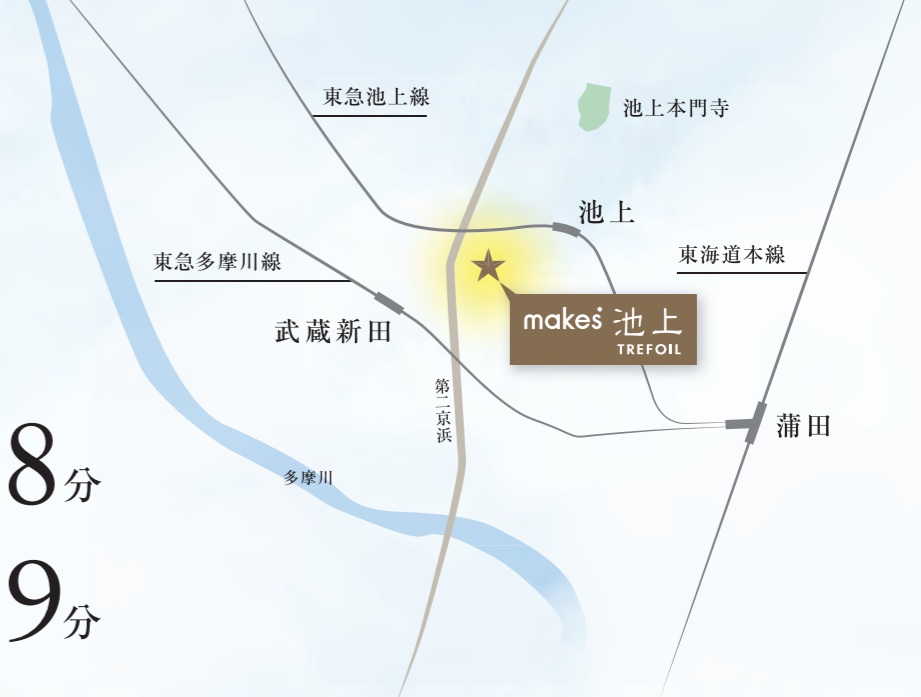 東急池上線
池上本門寺
池上
東急多摩川線
東海道本線
makes 池上
TREFOIL
武蔵新田
第二京浜
蒲田
多摩川
8分
9分